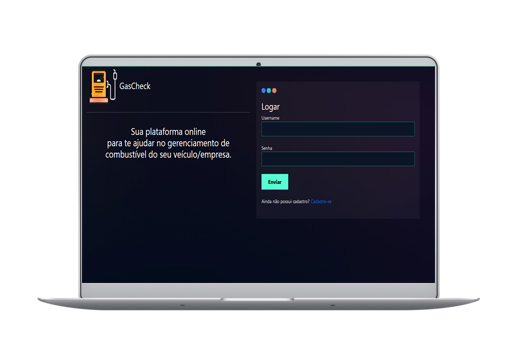 GasCheck
Sua plataforma online
para te ajudar no gerenciamento de
combustível do seu veículo/empresa.
Logar
Username
Senha
Enviar
Ainda não possui cadastro? Cadastre-se